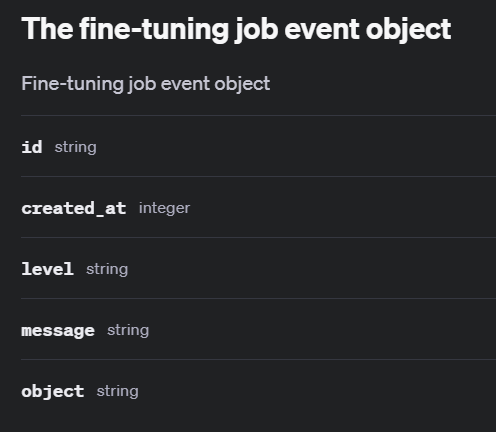 The fine-tuning job event object
Fine-tuning job event object
id string
created_at integer
level string
message string
object string